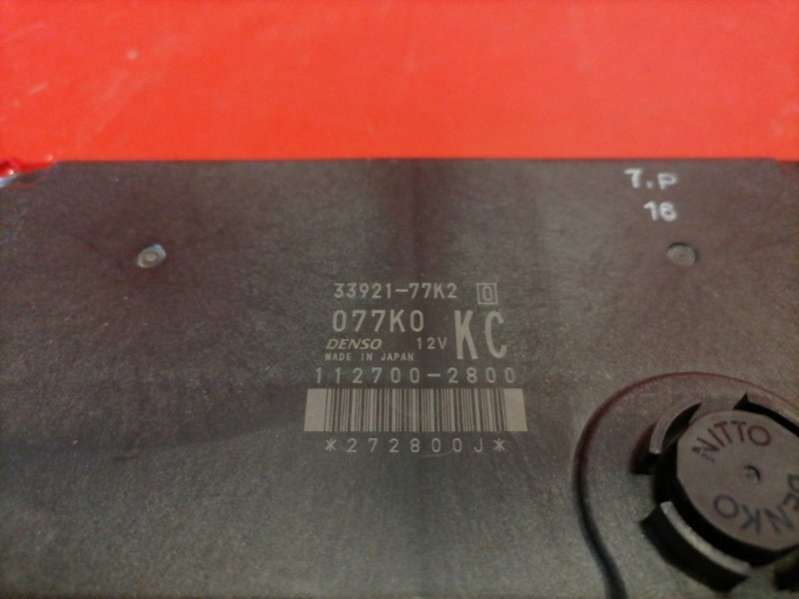 T.P
16
33921-77K2 0
077K0 KC
DENSO 12V
MADE IN JAPAN
112700-2800
*272800J*
NITTO
DENKO